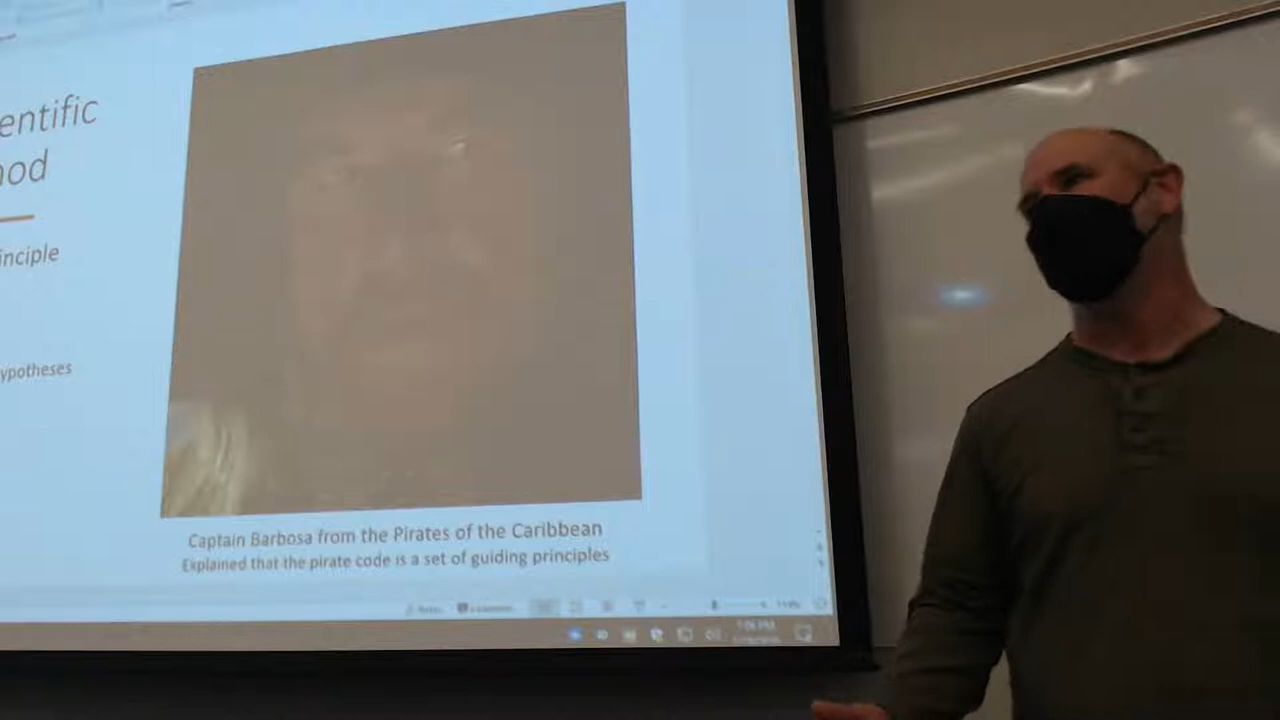 entific
od
inciple
ypotheses
Captain Barbosa from the Pirates of the Caribbean
Explained that the pirate code is a set of guiding principles